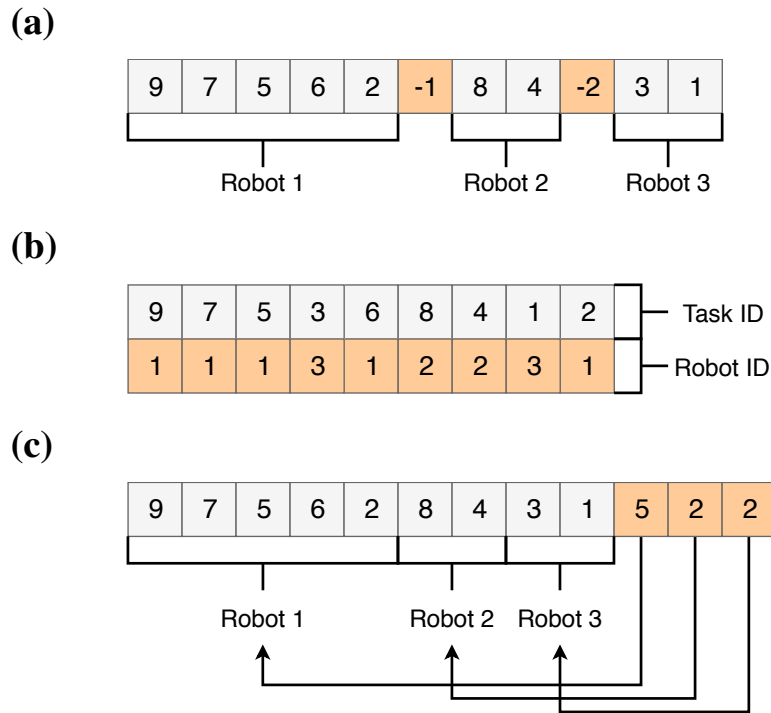 (a)
9 7 5 6 2 -1 8 4 -2 3 1
Robot 1 Robot 2 Robot 3
(b)
9 7 5 3 6 8 4 1 2 Task ID
1 1 1 3 1 2 2 3 1 Robot ID
(c)
9 7 5 6 2 8 4 3 1 5 2 2
Robot 1 Robot 2 Robot 3